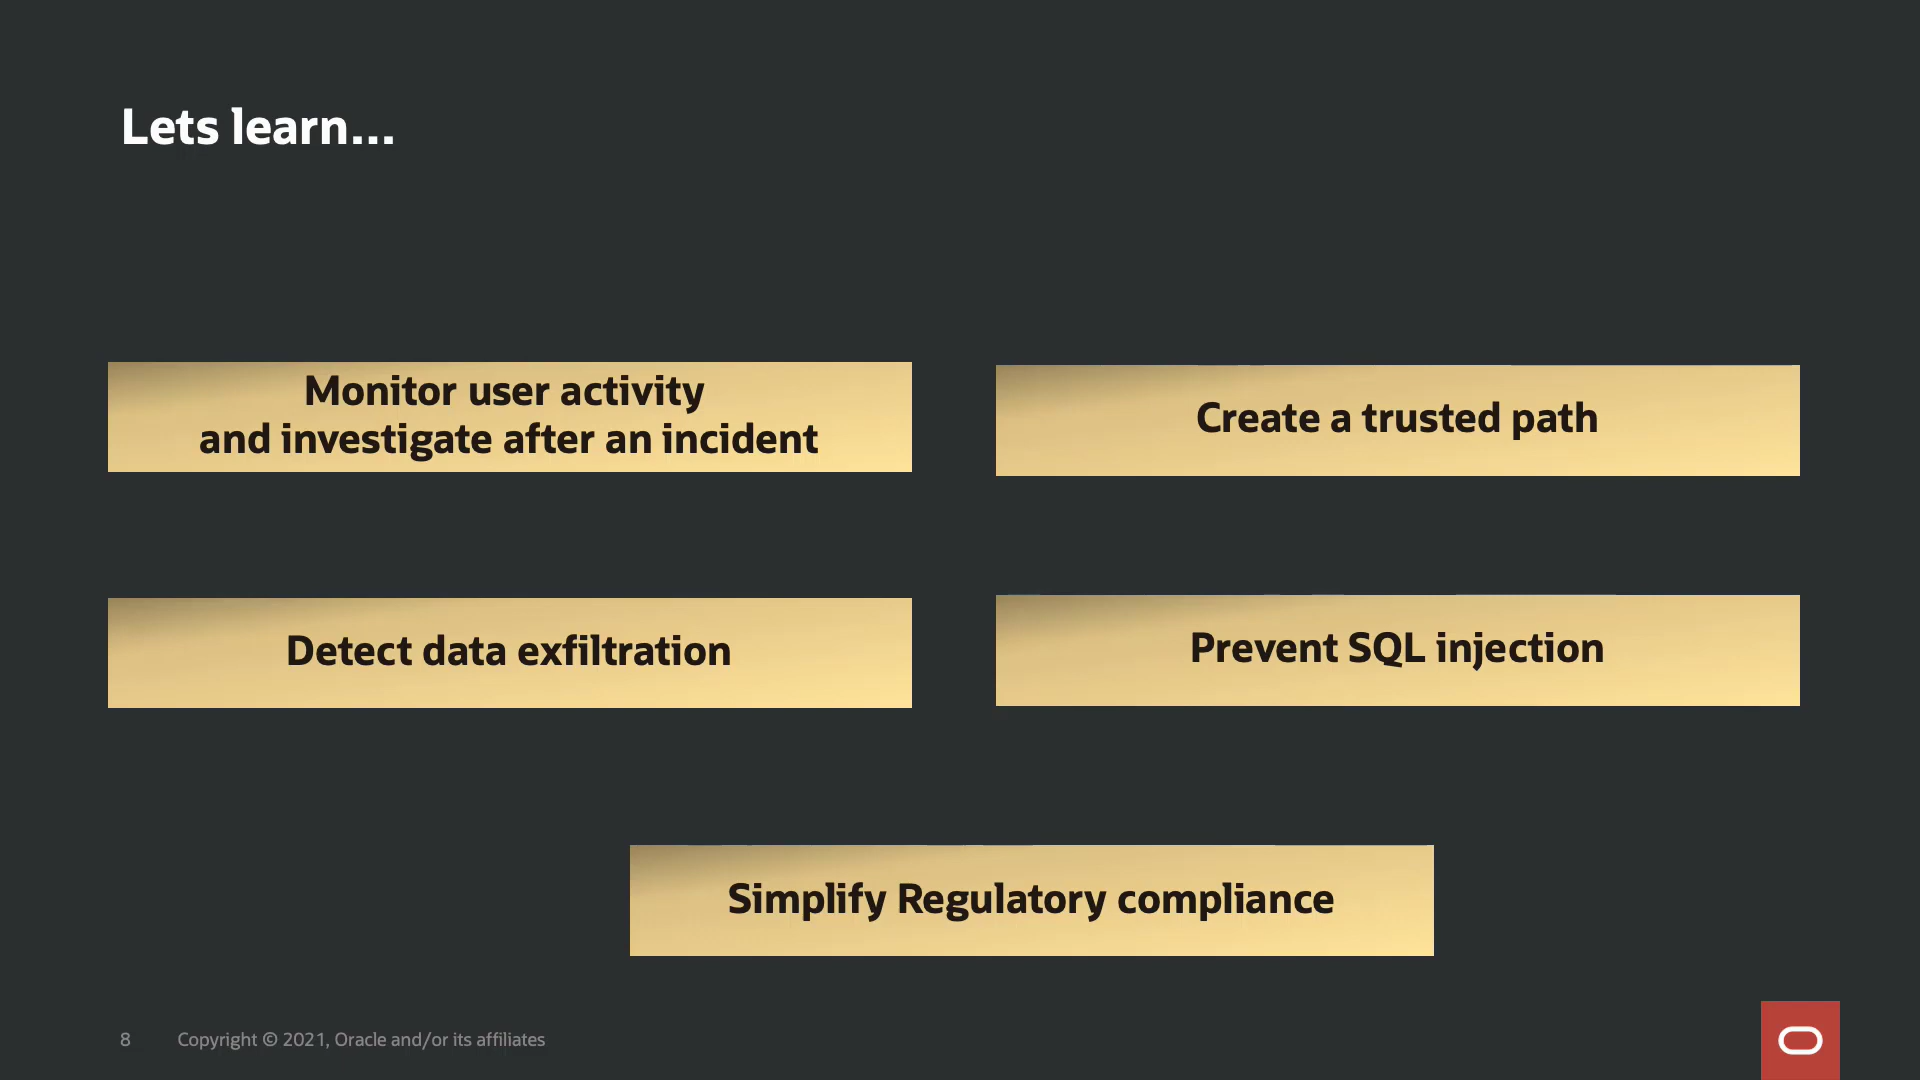 Lets learn...
Monitor user activity
and investigate after an incident
Create a trusted path
Detect data exfiltration
Prevent SQL injection
Simplify Regulatory compliance
8 Copyright © 2021, Oracle and/or its affiliates